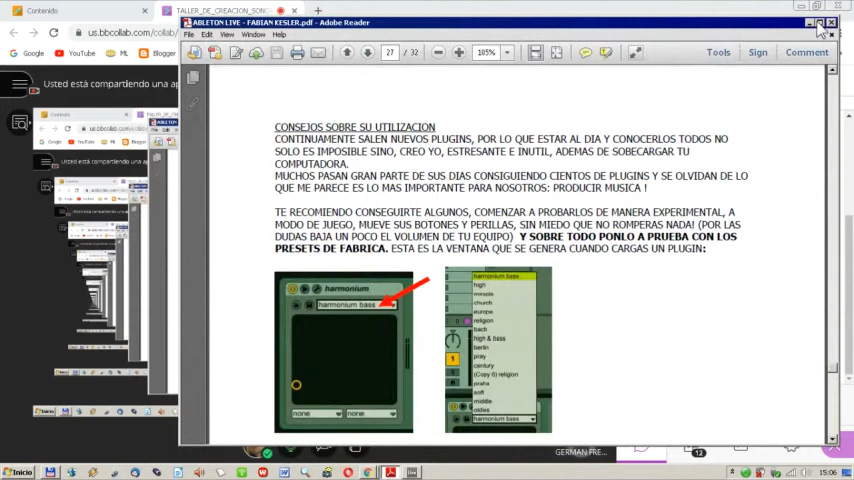 Contenido
TALLER_DE_CREACION_SONO
ABLETON LIVE - FABIAN KESLER.pdf - Adobe Reader
us.bbcollab.com/collab/
File Edit View Window Help
Google YouTube
27 / 32
105%
Tools Sign Comment
Usted está compartiendo una ap
CONSEJOS SOBRE SU UTILIZACION
CONTINUAMENTE SALEN NUEVOS PLUGINS, POR LO QUE ESTAR AL DIA Y CONOCERLOS TODOS NO
SOLO ES IMPOSIBLE SINO, CREO YO, ESTRESANTE E INUTIL, ADEMAS DE SOBECARGAR TU
COMPUTADORA.
MUCHOS PASAN GRAN PARTE DE SUS DIAS CONSIGUIENDO CIENTOS DE PLUGINS Y SE OLVIDAN DE LO
QUE ME PARECE ES LO MAS IMPORTANTE PARA NOSOTROS: PRODUCIR MUSICA !
TE RECOMIENDO CONSEGUIRTE ALGUNOS, COMENZAR A PROBARLOS DE MANERA EXPERIMENTAL, A
MODO DE JUEGO, MUEVE SUS BOTONES Y PERILLAS, SIN MIEDO QUE NO ROMPERAS NADA! (POR LAS
DUDAS BAJA UN POCO EL VOLUMEN DE TU EQUIPO) Y SOBRE TODO PONLO A PRUEBA CON LOS
PRESETS DE FABRICA. ESTA ES LA VENTANA QUE SE GENERA CUANDO CARGAS UN PLUGIN:
harmonium
harmonium bass
none none
harmonium bass
high
miracle
church
europe
religion
bach
high & bass
berlin
pray
century
(Copy 6) religion
praha
soft
middle
oldies
harmonium bass
GERMAN FRE...
12
Inicio
15:06